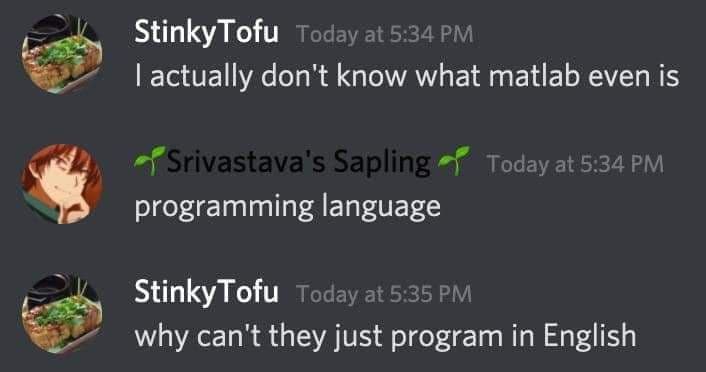 StinkyTofu Today at 5:34 PM
I actually don't know what matlab even is
🌱Srivastava's Sapling🌱 Today at 5:34 PM
programming language
StinkyTofu Today at 5:35 PM
why can't they just program in English